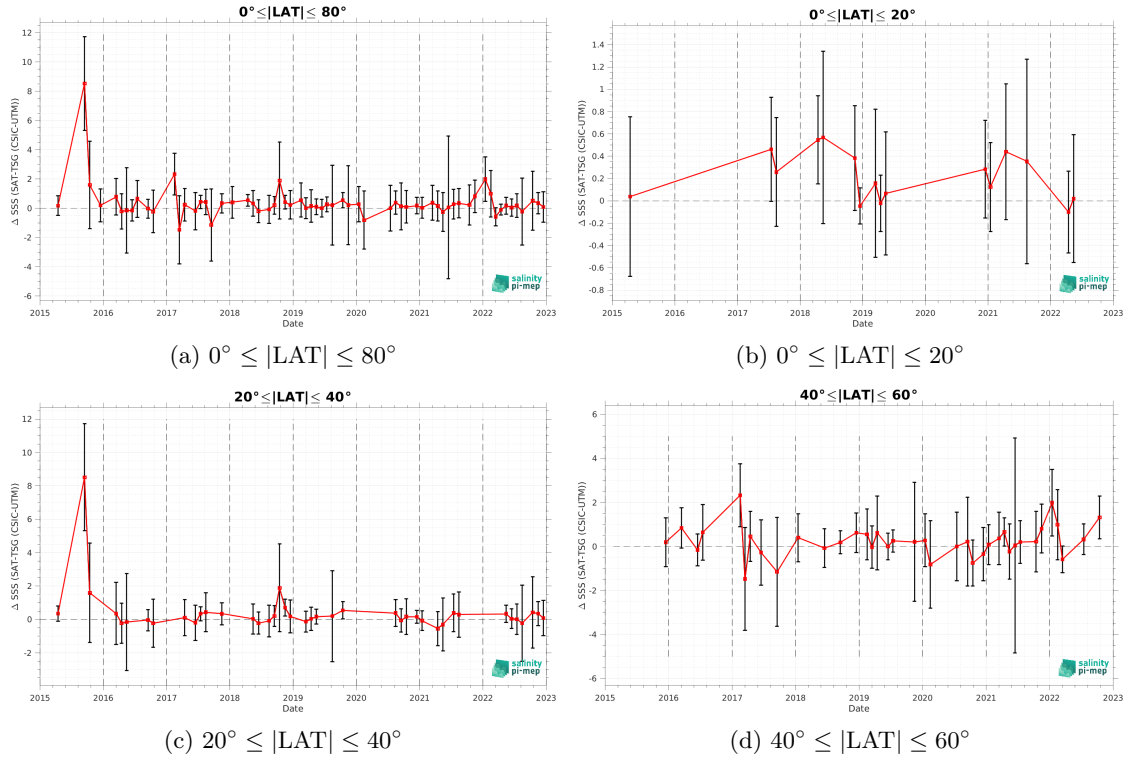 0°≤|LAT|≤ 80°
Δ SSS (SAT-TSG (CSIC-UTM))
12
10
8
6
4
2
0
-2
-4
-6
2015 2016 2017 2018 2019 2020 2021 2022 2023
Date
salinity
pi-mep
(a) 0° ≤ |LAT| ≤ 80°
0°≤|LAT|≤ 20°
Δ SSS (SAT-TSG (CSIC-UTM))
1.4
1.2
1
0.8
0.6
0.4
0.2
0
-0.2
-0.4
-0.6
-0.8
2015 2016 2017 2018 2019 2020 2021 2022 2023
Date
salinity
pi-mep
(b) 0° ≤ |LAT| ≤ 20°
20°≤|LAT|≤ 40°
Δ SSS (SAT-TSG (CSIC-UTM))
12
10
8
6
4
2
0
-2
2015 2016 2017 2018 2019 2020 2021 2022 2023
Date
salinity
pi-mep
(c) 20° ≤ |LAT| ≤ 40°
40°≤|LAT|≤ 60°
Δ SSS (SAT-TSG (CSIC-UTM))
6
4
2
0
-2
-4
-6
2015 2016 2017 2018 2019 2020 2021 2022 2023
Date
salinity
pi-mep
(d) 40° ≤ |LAT| ≤ 60°